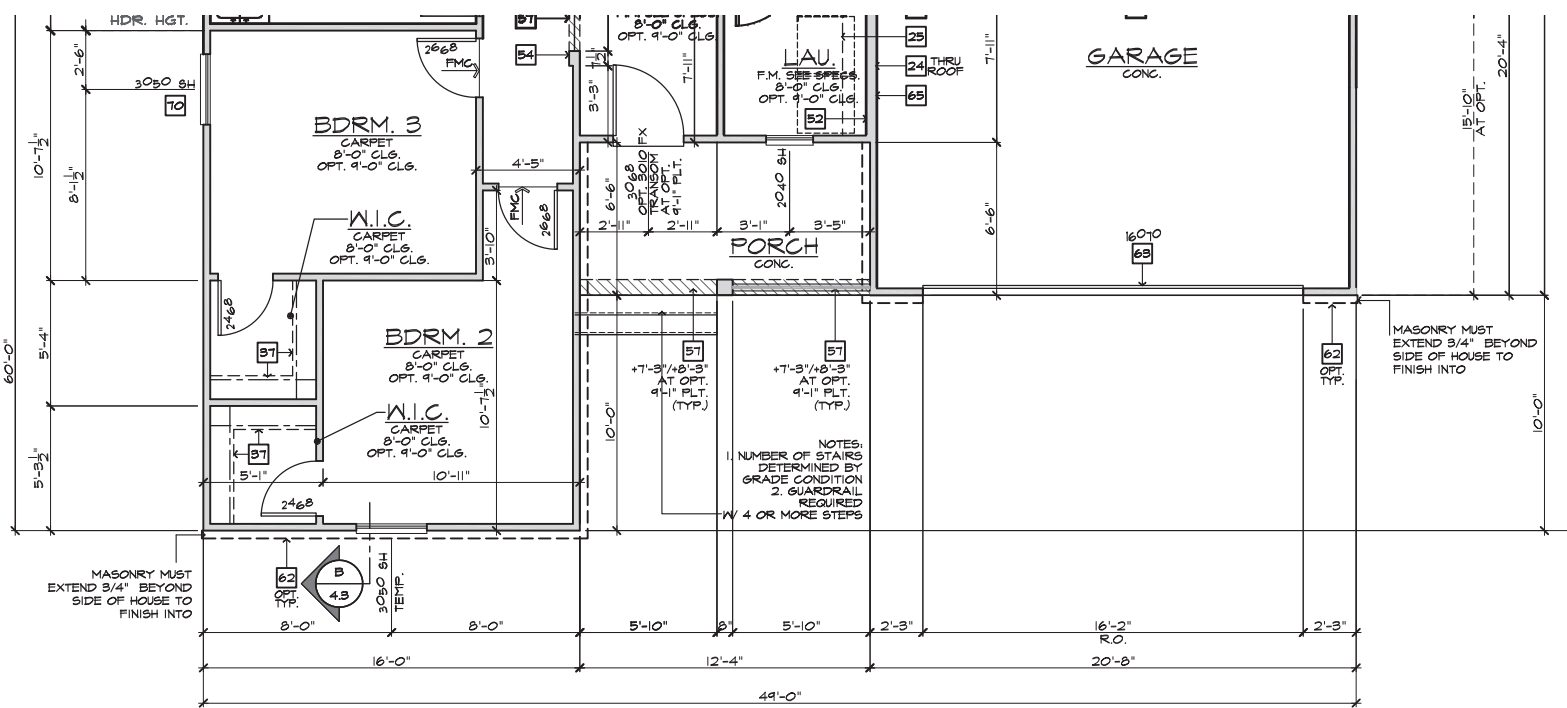 HDR. HGT.
2'-6"
3050 SH
70
10'-7 1/2"
8'-1 1/2"
60'-0"
5'-4"
5'-3 1/2"
2668
FMC
BDRM. 3
CARPET
8'-0" CLG.
OPT. 9'-0" CLG.
W.I.C.
CARPET
8'-0" CLG.
OPT. 9'-0" CLG.
2468
37
BDRM. 2
CARPET
8'-0" CLG.
OPT. 9'-0" CLG.
10'-7 1/2"
W.I.C.
CARPET
8'-0" CLG.
OPT. 9'-0" CLG.
37
5'-1"
10'-11"
2468
4'-5"
FMC
2668
3'-10"
57
54
7 1/2"
3'-3"
8'-0" CLG.
OPT. 9'-0" CLG.
7'-11"
LAU.
F.M. SEE SPECS.
8'-0" CLG.
OPT. 9'-0" CLG.
52
25
24 THRU
ROOF
65
7'-11"
GARAGE
CONC.
20'-4"
15'-10"
AT OPT.
6'-6"
3068
OPT. 3010 FX
TRANSOM
AT OPT.
9'-1" PLT.
2040 SH
2'-11"
2'-11"
3'-1"
3'-5"
PORCH
CONC.
6'-6"
16070
63
57
+7'-3"/+8'-3"
AT OPT.
9'-1" PLT.
(TYP.)
57
+7'-3"/+8'-3"
AT OPT.
9'-1" PLT.
(TYP.)
10'-0"
NOTES:
1. NUMBER OF STAIRS
DETERMINED BY
GRADE CONDITION
2. GUARDRAIL
REQUIRED
W/ 4 OR MORE STEPS
62
OPT.
TYP.
MASONRY MUST
EXTEND 3/4" BEYOND
SIDE OF HOUSE TO
FINISH INTO
10'-0"
MASONRY MUST
EXTEND 3/4" BEYOND
SIDE OF HOUSE TO
FINISH INTO
62
OPT.
TYP.
B
4.3
3050 SH
TEMP.
8'-0"
8'-0"
5'-10"
8"
5'-10"
2'-3"
16'-2"
R.O.
2'-3"
16'-0"
12'-4"
20'-8"
49'-0"